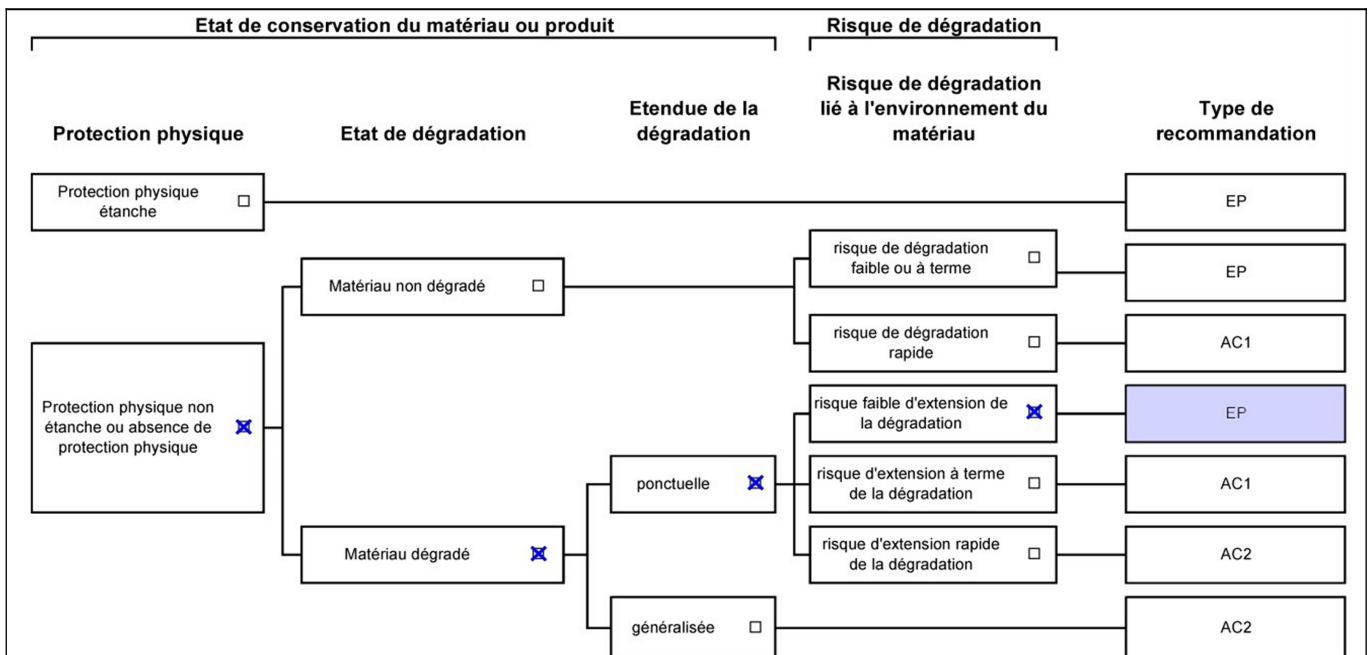 Etat de conservation du matériau ou produit
Risque de dégradation
Protection physique
Etat de dégradation
Etendue de la
dégradation
Risque de dégradation
lié à l'environnement du
matériau
Type de
recommandation
Protection physique
étanche
EP
Matériau non dégradé
risque de dégradation
faible ou à terme
EP
risque de dégradation
rapide
AC1
Protection physique non
étanche ou absence de
protection physique
risque faible d'extension de
la dégradation
EP
ponctuelle
risque d'extension à terme
de la dégradation
AC1
Matériau dégradé
risque d'extension rapide
de la dégradation
AC2
généralisée
AC2